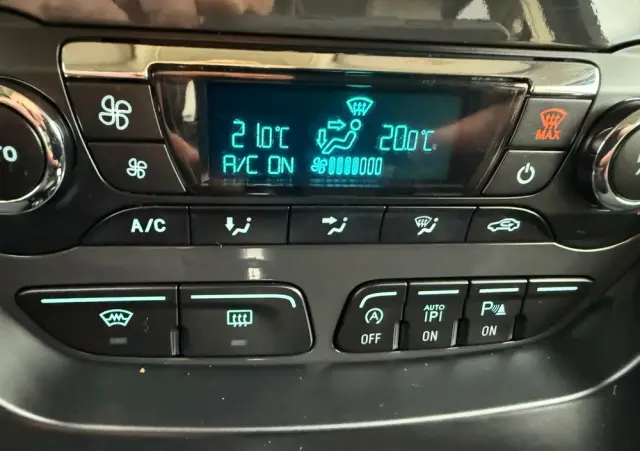 MAX
21.0°C
20.0°C
A/C ON
A/C
AUTO
P
P
OFF
ON
ON